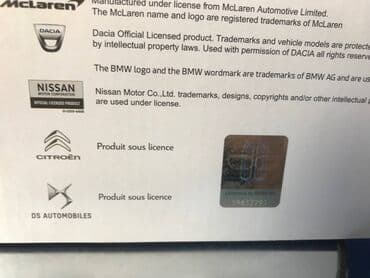 McLaren
Manufactured under license from McLaren Automotive Limited.
The McLaren name and logo are registered trademarks of McLaren
DACIA
Dacia Official Licensed product. Trademarks and vehicle models are protecte
by intellectual property laws. Used with permission of DACIA all rights reserve
The BMW logo and the BMW wordmark are trademarks of BMW AG and are us
NISSAN
MOTOR CORPORATION
OFFICIAL LICENSED PRODUCT
Nissan Motor Co.,Ltd. trademarks, designs, copyrights and/or other intellectual p
are used under license.
CITROËN
Produit sous licence
DS AUTOMOBILES
Produit sous licence